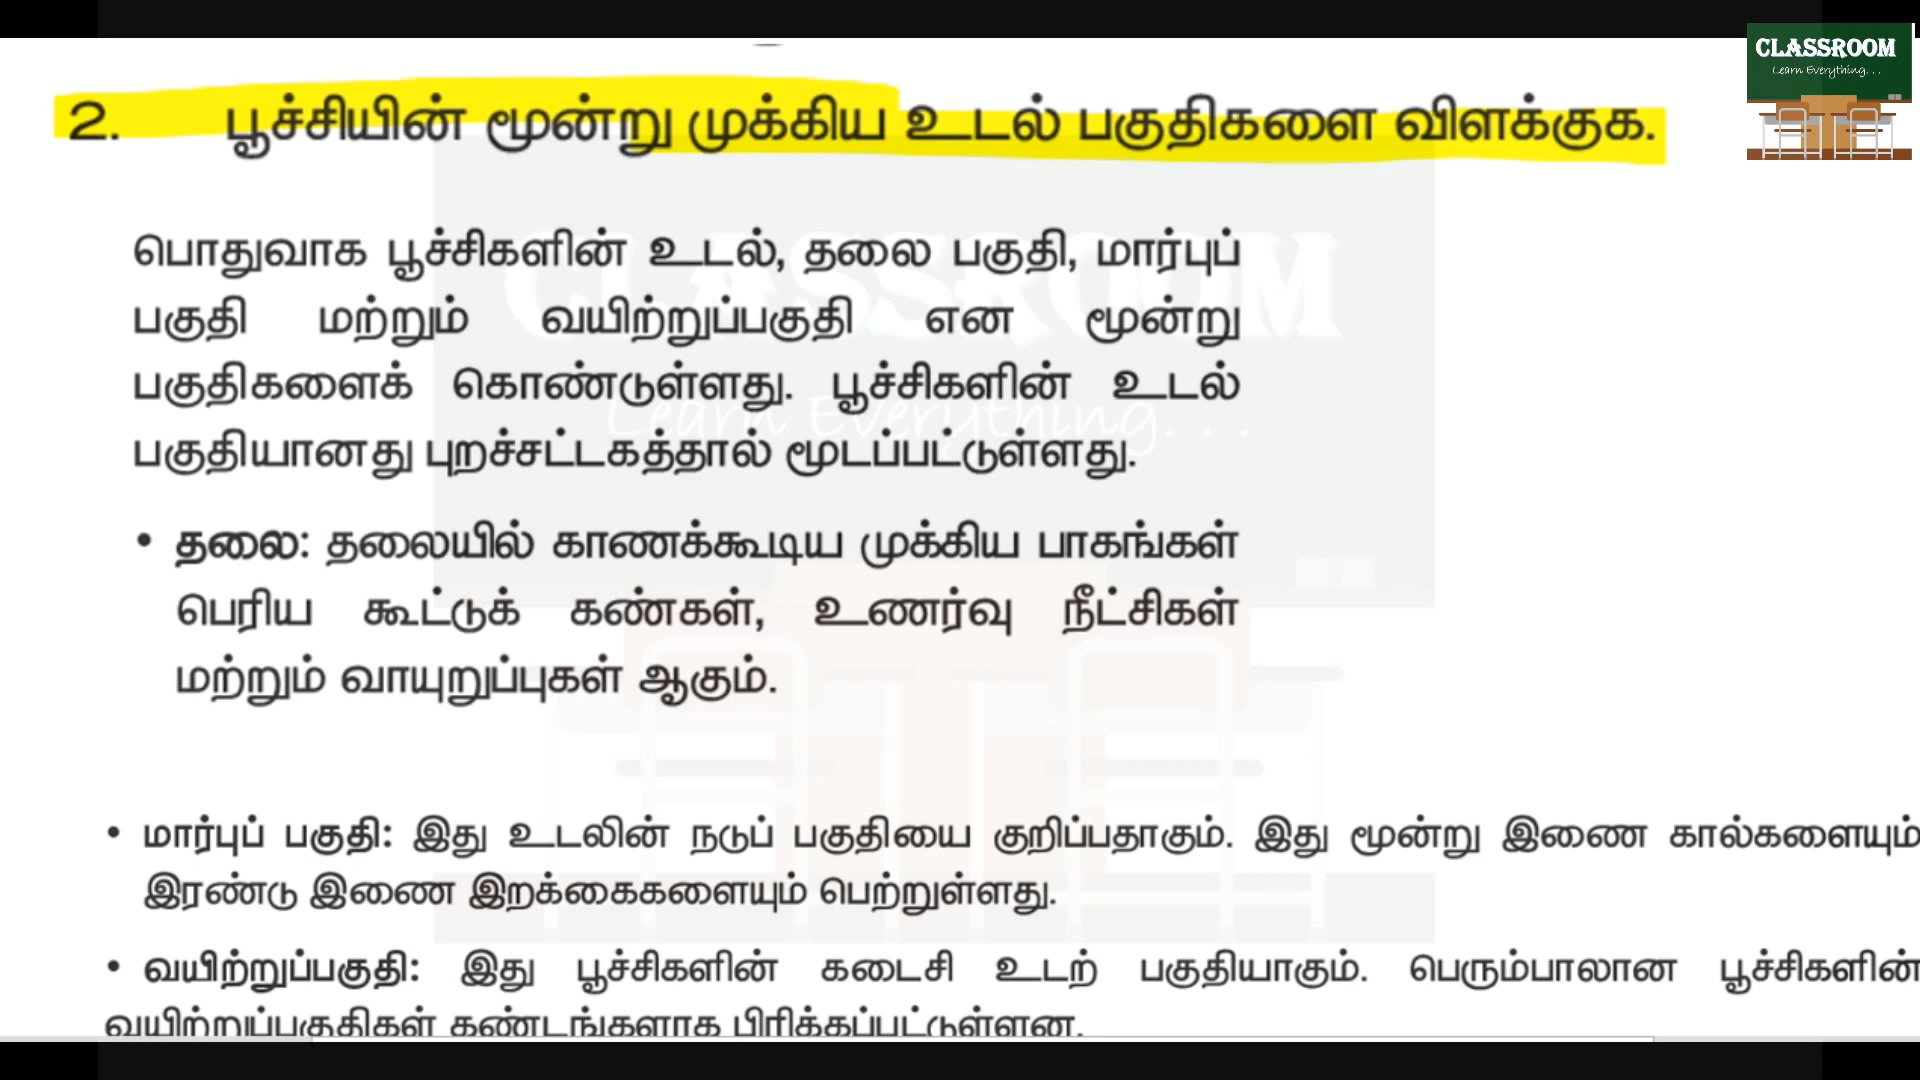 CLASSROOM
Learn Everything...
2. பூச்சியின் மூன்று முக்கிய உடல் பகுதிகளை விளக்குக.
பொதுவாக பூச்சிகளின் உடல், தலை பகுதி, மார்புப்
பகுதி மற்றும் வயிற்றுப்பகுதி என மூன்று
பகுதிகளைக் கொண்டுள்ளது. பூச்சிகளின் உடல்
பகுதியானது புறச்சட்டகத்தால் மூடப்பட்டுள்ளது.
• தலை: தலையில் காணக்கூடிய முக்கிய பாகங்கள்
பெரிய கூட்டுக் கண்கள், உணர்வு நீட்சிகள்
மற்றும் வாயுறுப்புகள் ஆகும்.
• மார்புப் பகுதி: இது உடலின் நடுப் பகுதியை குறிப்பதாகும். இது மூன்று இணை கால்களையும்
இரண்டு இணை இறக்கைகளையும் பெற்றுள்ளது.
• வயிற்றுப்பகுதி: இது பூச்சிகளின் கடைசி உடற் பகுதியாகும். பெரும்பாலான பூச்சிகளின்
வயிற்றுப்பகுதிகள் கண்டங்களாக பிரிக்கப்பட்டுள்ளன.
CLASSROOM
Learn Everything...